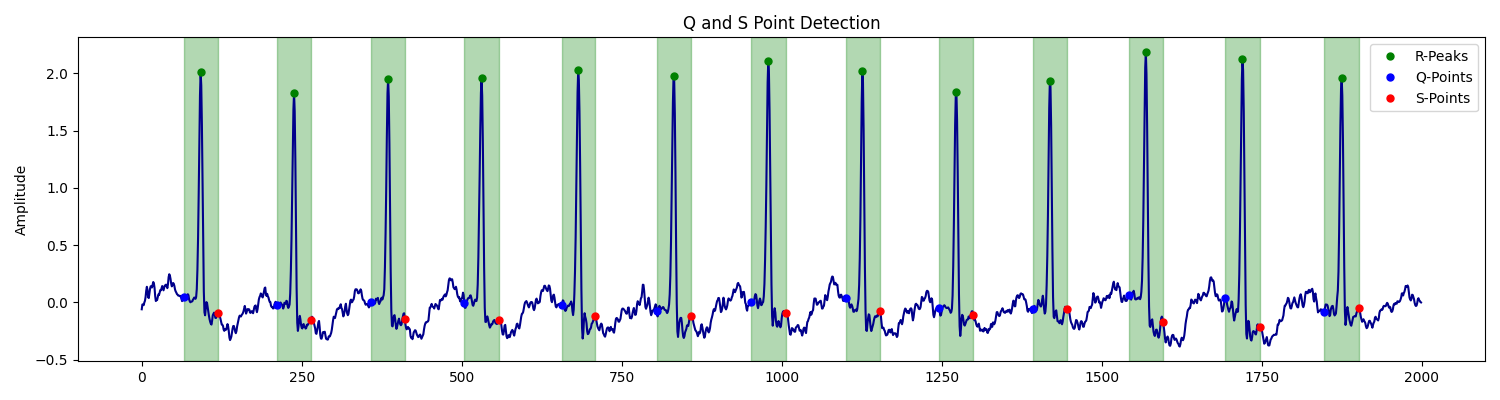 Q and S Point Detection
R-Peaks
Q-Points
S-Points
Amplitude
2.0
1.5
1.0
0.5
0.0
−0.5
0 250 500 750 1000 1250 1500 1750 2000